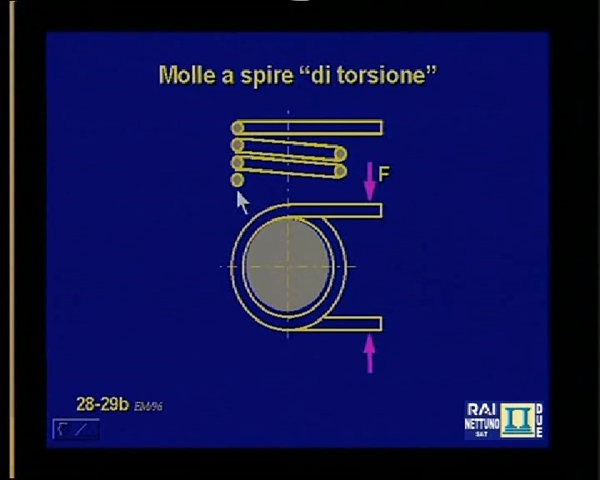 Molle a spire “di torsione”
F
28-29b EM/96
RAI
NETTUNO
SAT
DUE